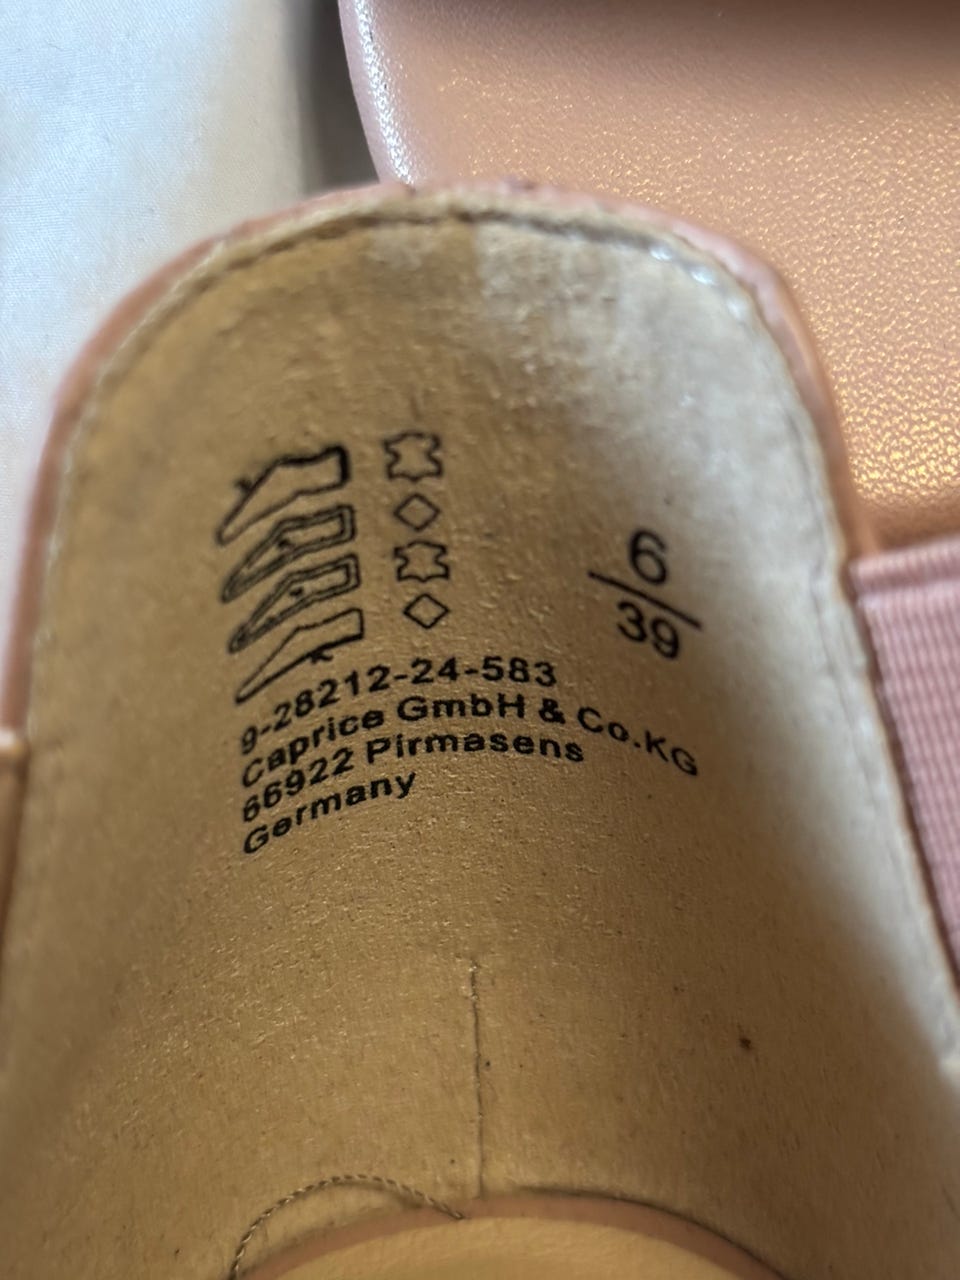 6
39
9-28212-24-583
Caprice GmbH & Co.KG
66922 Pirmasens
Germany